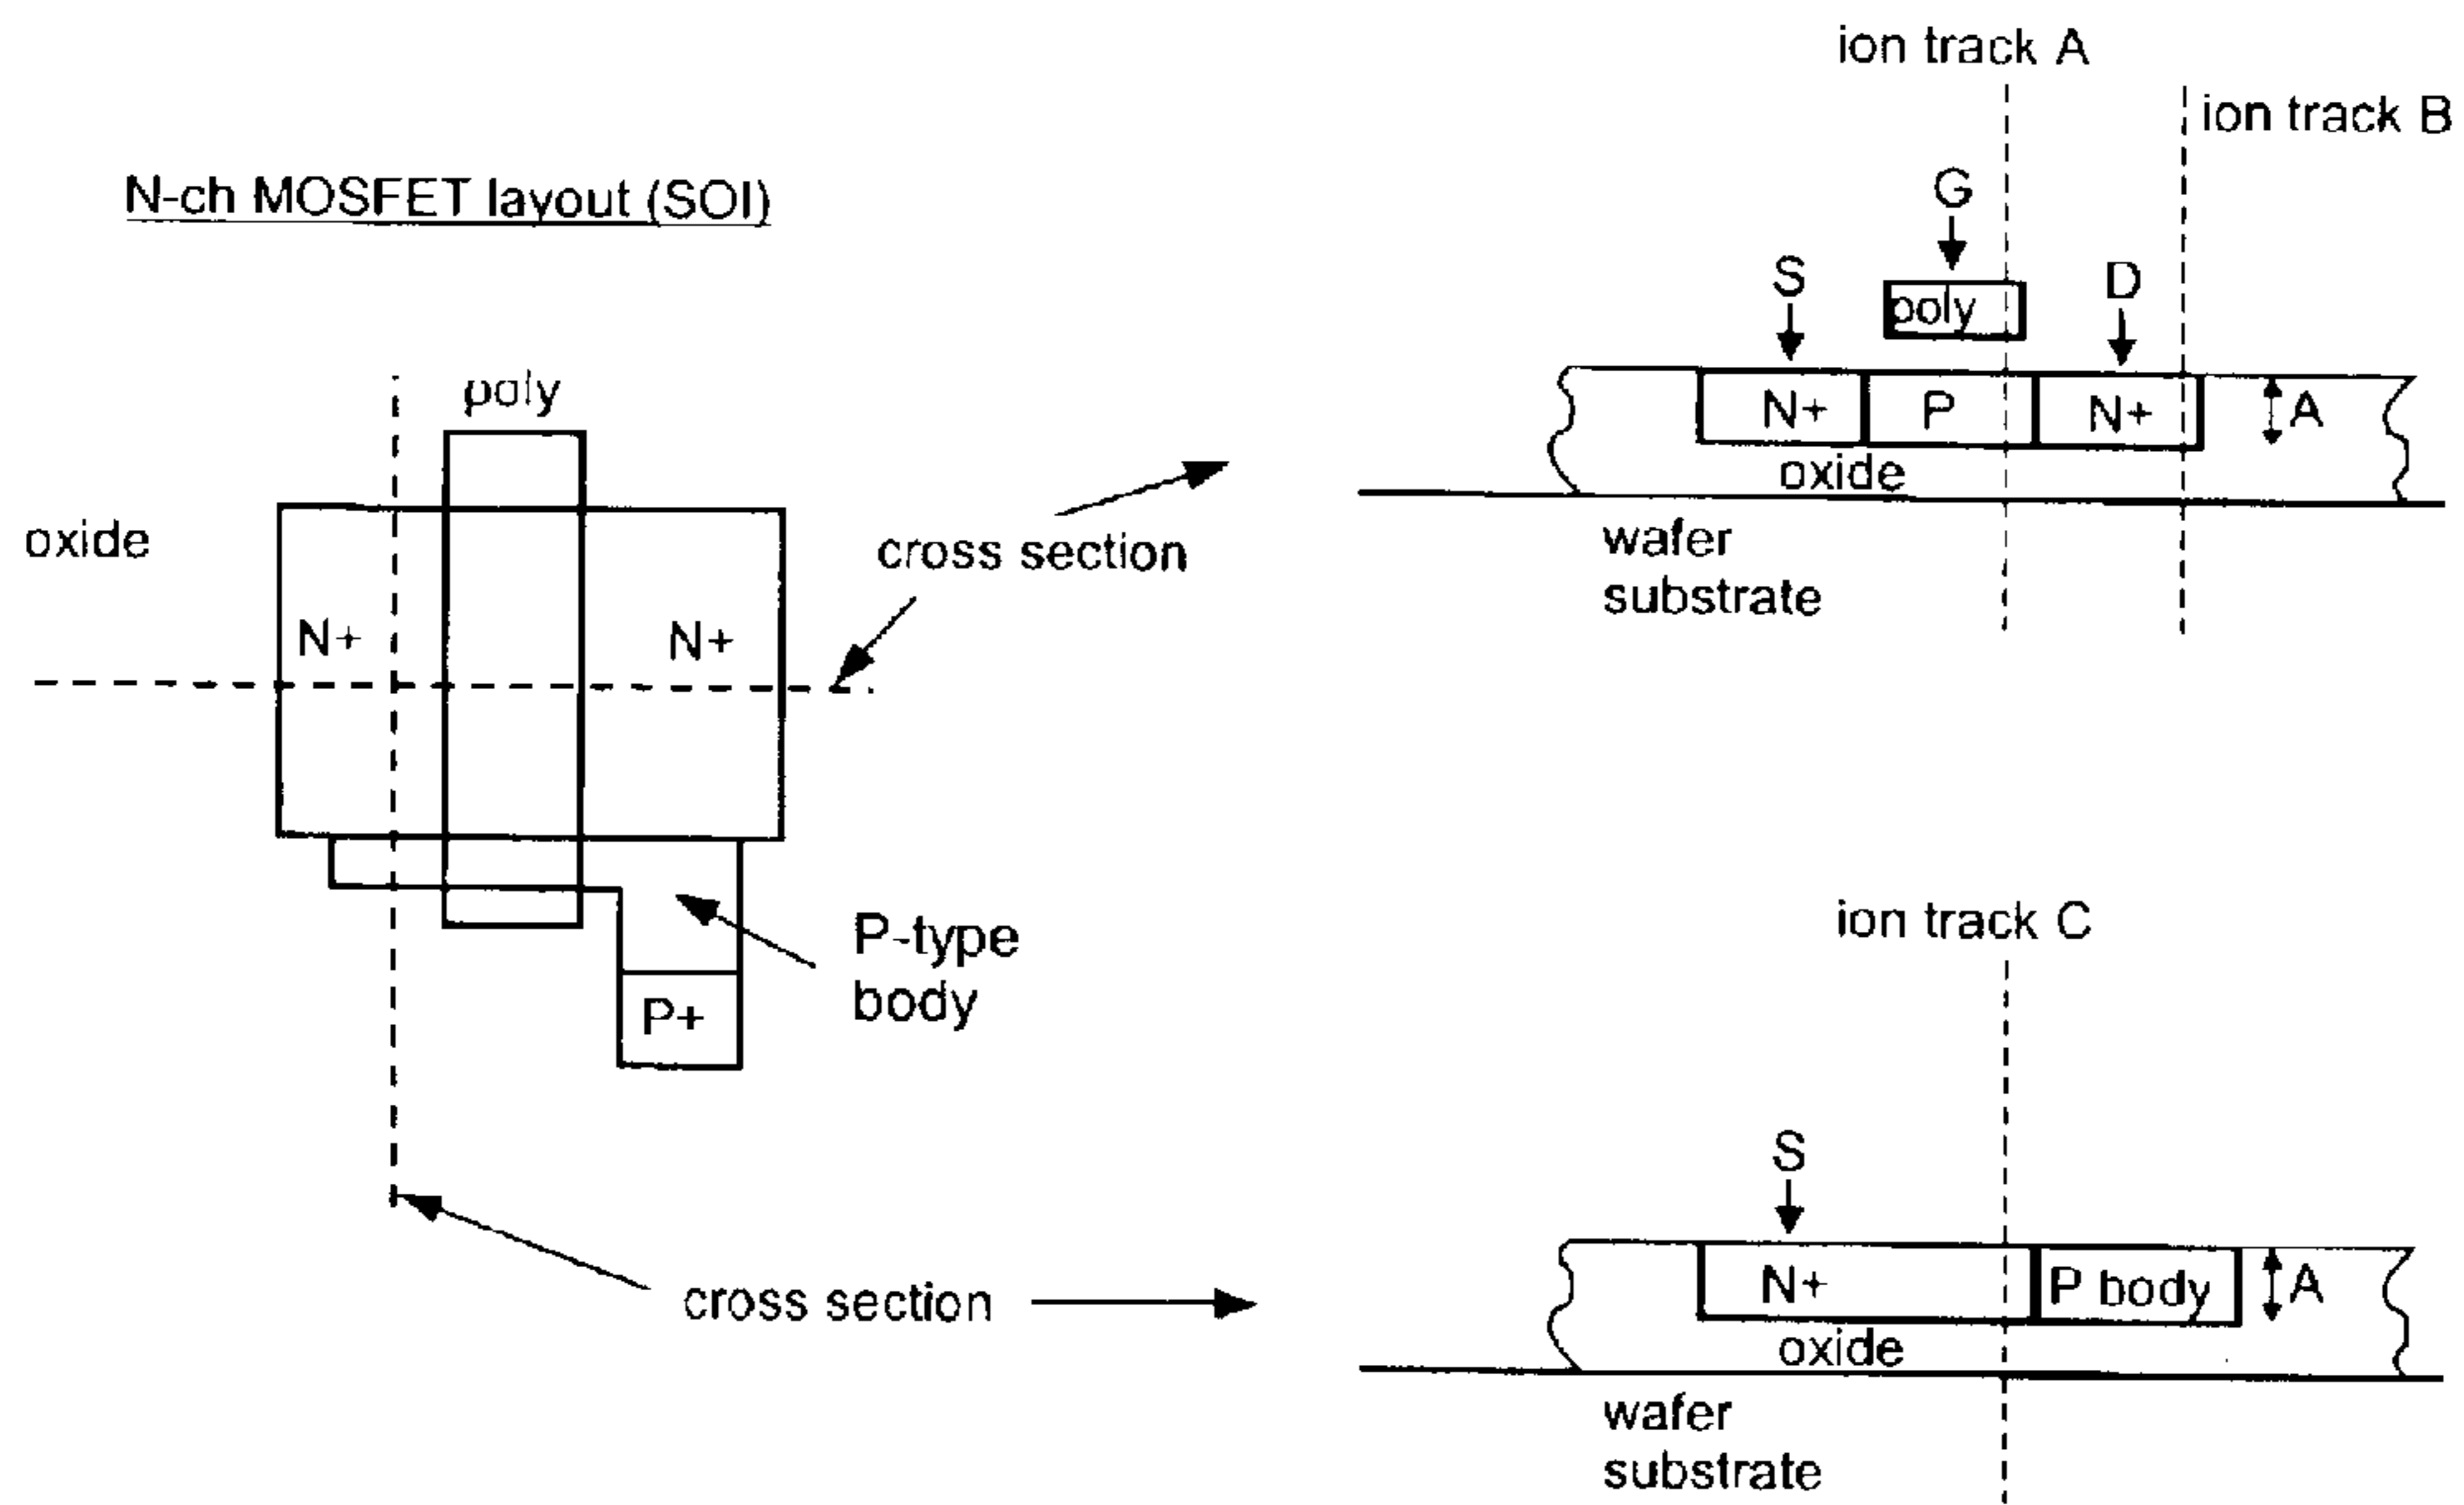 N-ch MOSFET layout (SOI)
poly
oxide
N+
N+
cross section
P-type
body
P+
cross section
ion track A
ion track B
G
S
D
poly
N+
P
N+
A
oxide
wafer
substrate
ion track C
S
N+
P body
A
oxide
wafer
substrate